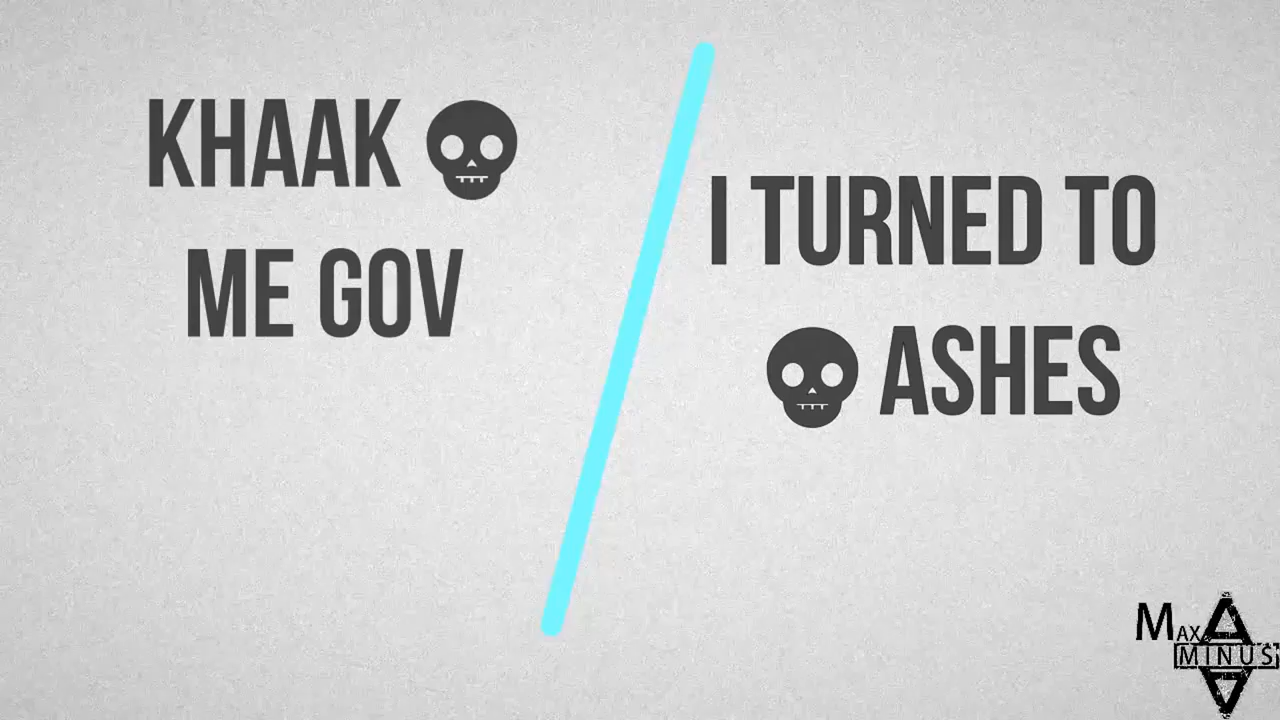 KHAAK
ME GOV
I TURNED TO
ASHES
MAX
MINUS